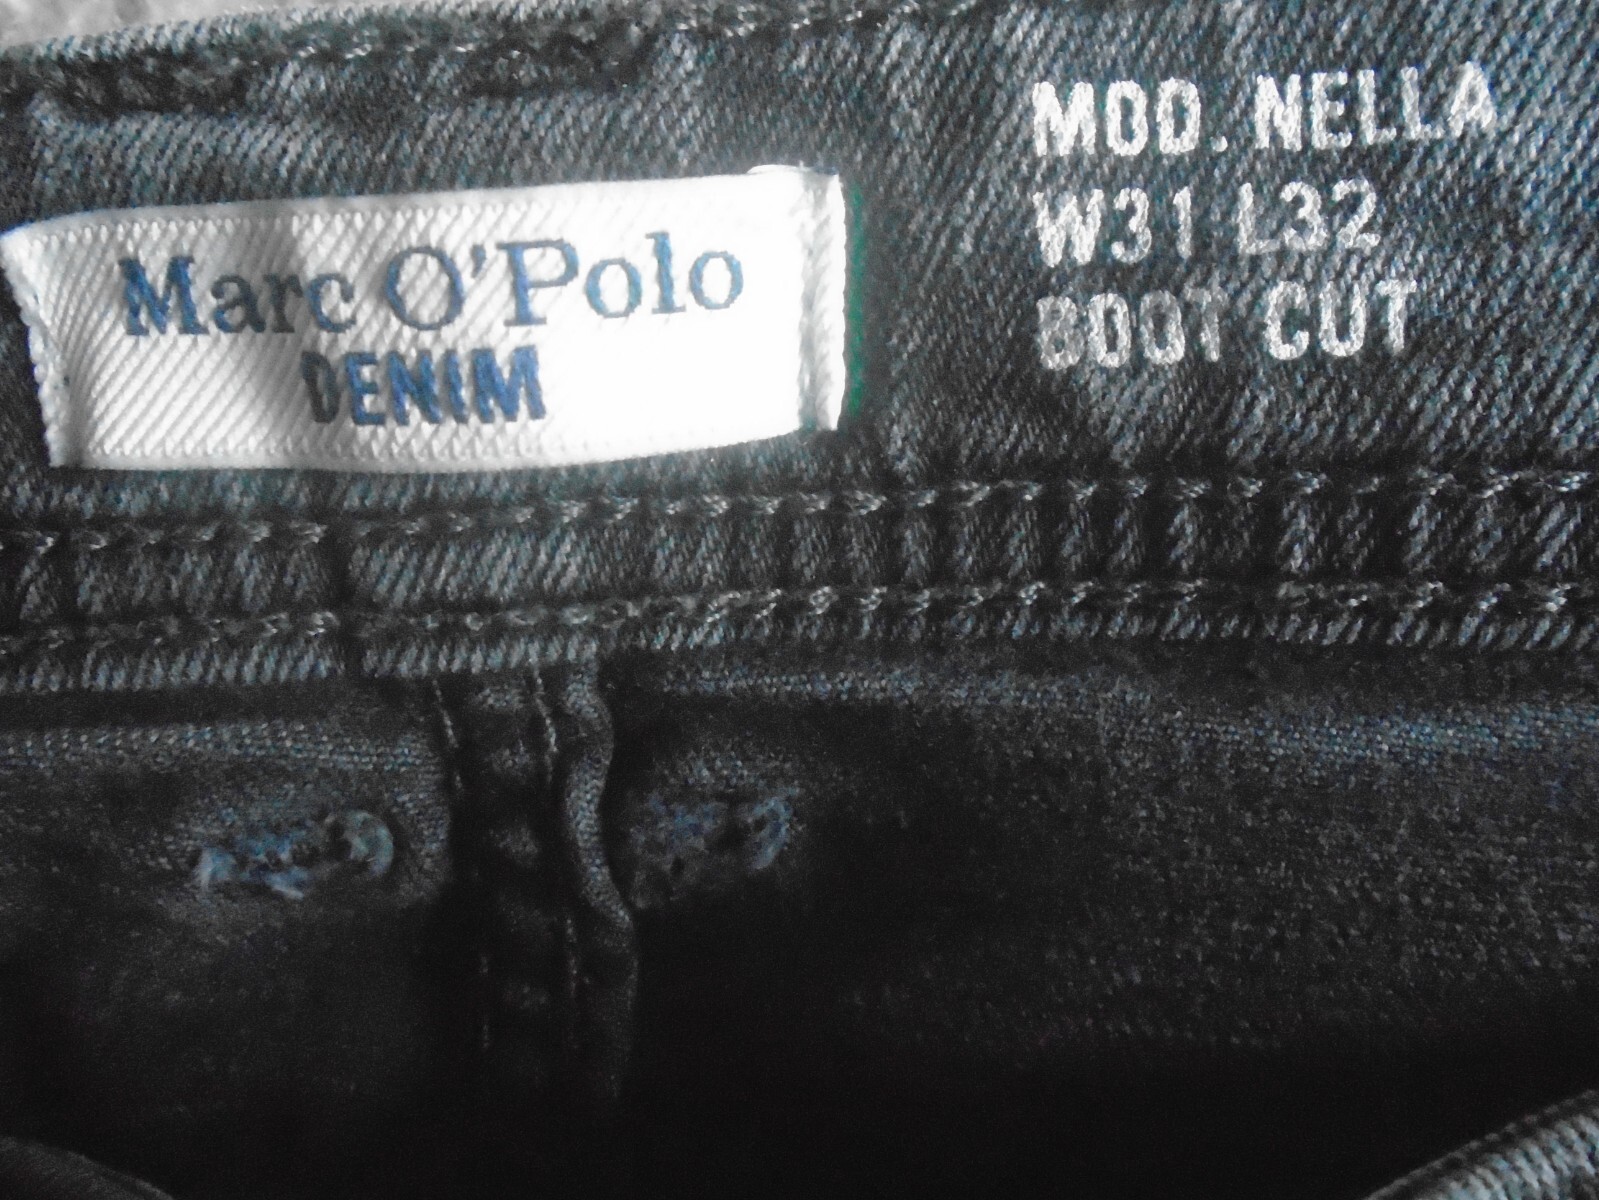 Marc O'Polo
DENIM
MOD. NELLA
W31 L32
BOOT CUT